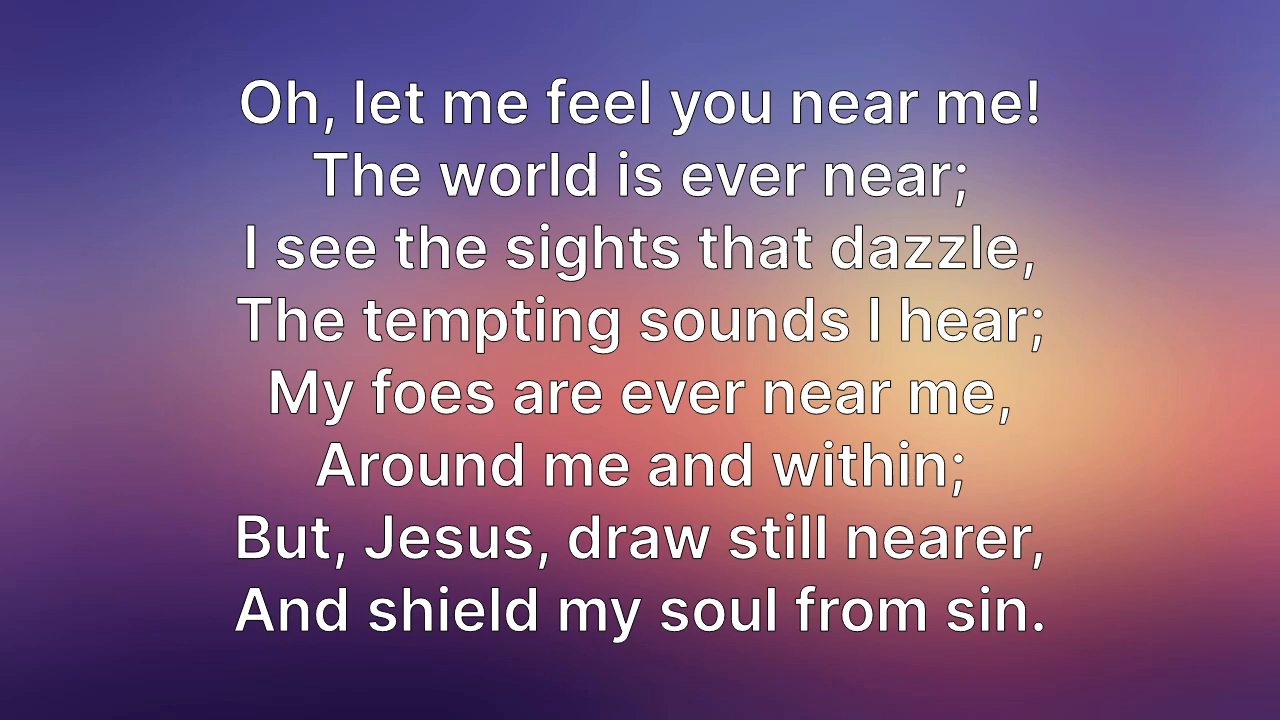 Oh, let me feel you near me!
The world is ever near;
I see the sights that dazzle,
The tempting sounds I hear;
My foes are ever near me,
Around me and within;
But, Jesus, draw still nearer,
And shield my soul from sin.